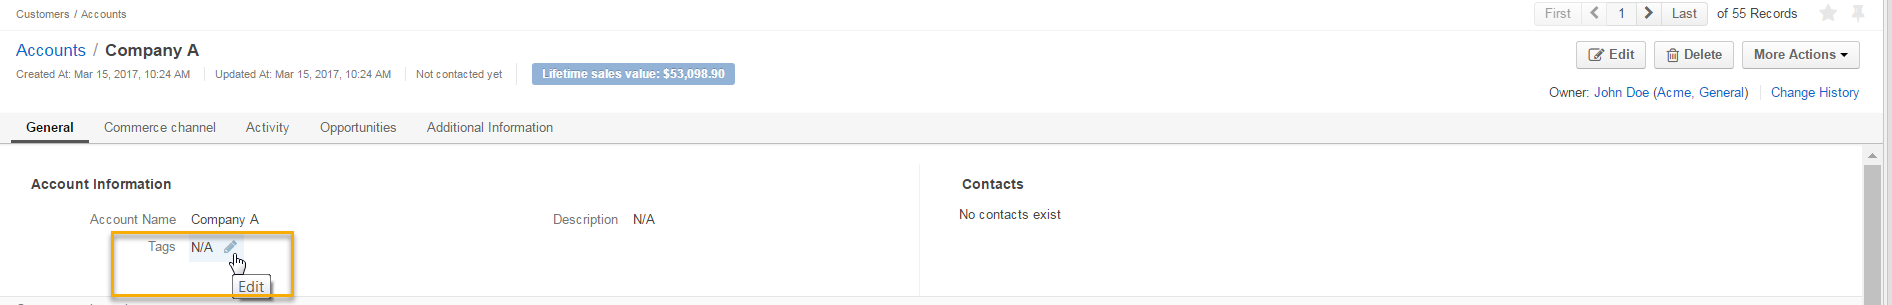 Customers / Accounts
First 1 Last of 55 Records
Accounts / Company A
Edit Delete More Actions
Created At: Mar 15, 2017, 10:24 AM Updated At: Mar 15, 2017, 10:24 AM Not contacted yet Lifetime sales value: $53,098.90
Owner: John Doe (Acme, General) Change History
General Commerce channel Activity Opportunities Additional Information
Account Information
Contacts
Account Name Company A
Description N/A
No contacts exist
Tags N/A
Edit